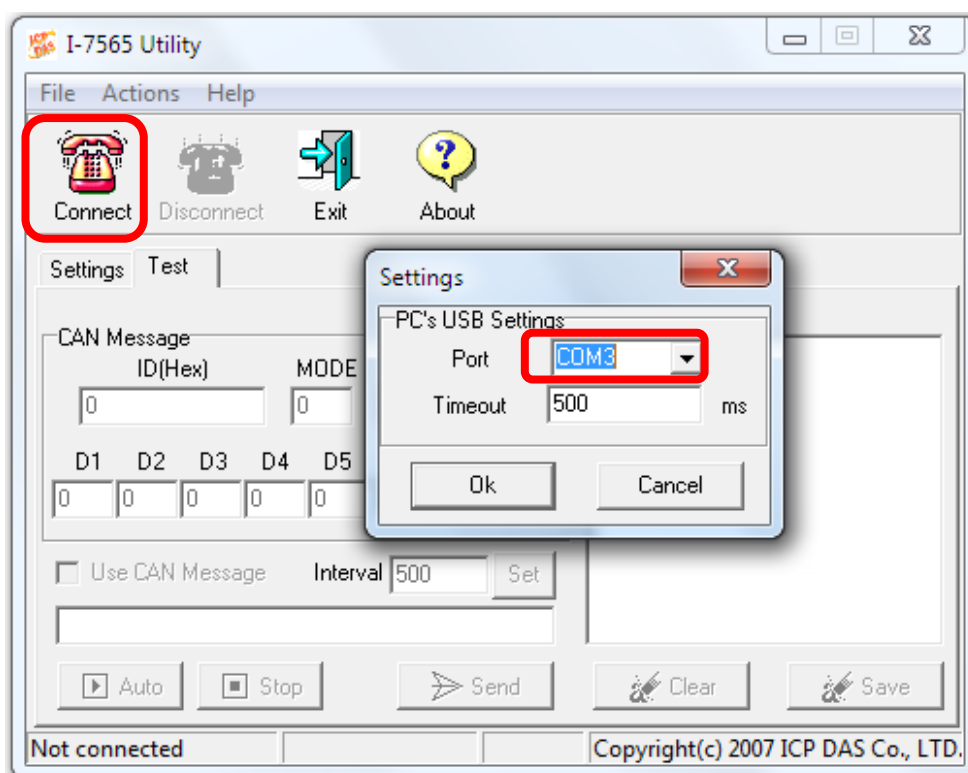 I-7565 Utility
File Actions Help
Connect Disconnect Exit About
Settings Test
CAN Message
ID(Hex) MODE
0 0
D1 D2 D3 D4 D5
0 0 0 0 0
Use CAN Message Interval 500 Set
Auto Stop Send Clear Save
Not connected Copyright(c) 2007 ICP DAS Co., LTD.
Settings
PC's USB Settings
Port COM3
Timeout 500 ms
Ok Cancel